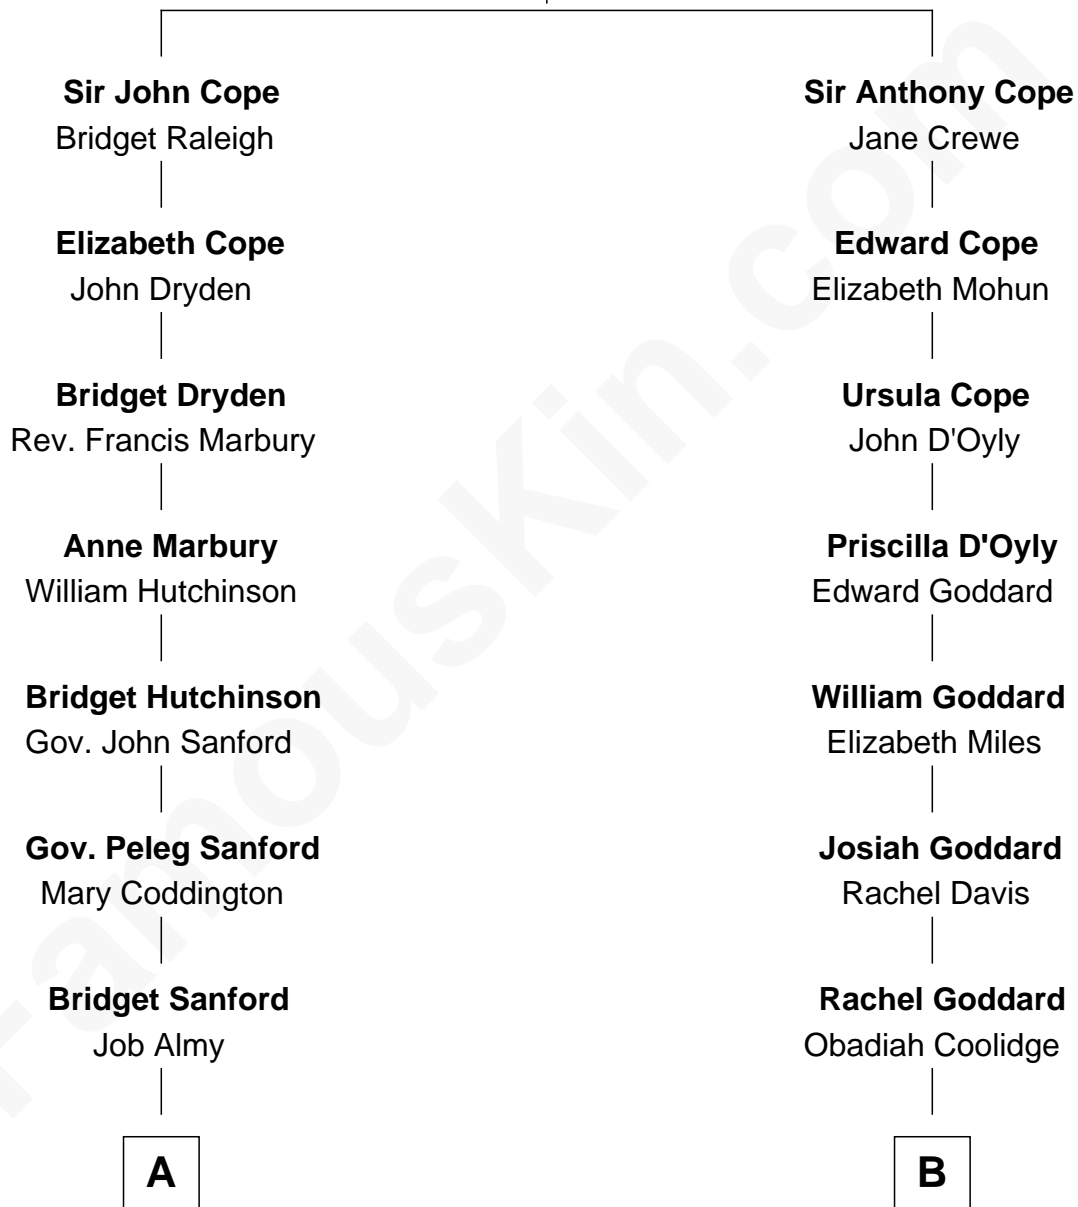 Sir John Cope
Bridget Raleigh
Elizabeth Cope
John Dryden
Bridget Dryden
Rev. Francis Marbury
Anne Marbury
William Hutchinson
Bridget Hutchinson
Gov. John Sanford
Gov. Peleg Sanford
Mary Coddington
Bridget Sanford
Job Almy
A
Sir Anthony Cope
Jane Crewe
Edward Cope
Elizabeth Mohun
Ursula Cope
John D'Oyly
Priscilla D'Oyly
Edward Goddard
William Goddard
Elizabeth Miles
Josiah Goddard
Rachel Davis
Rachel Goddard
Obadiah Coolidge
B
FamousKin.com